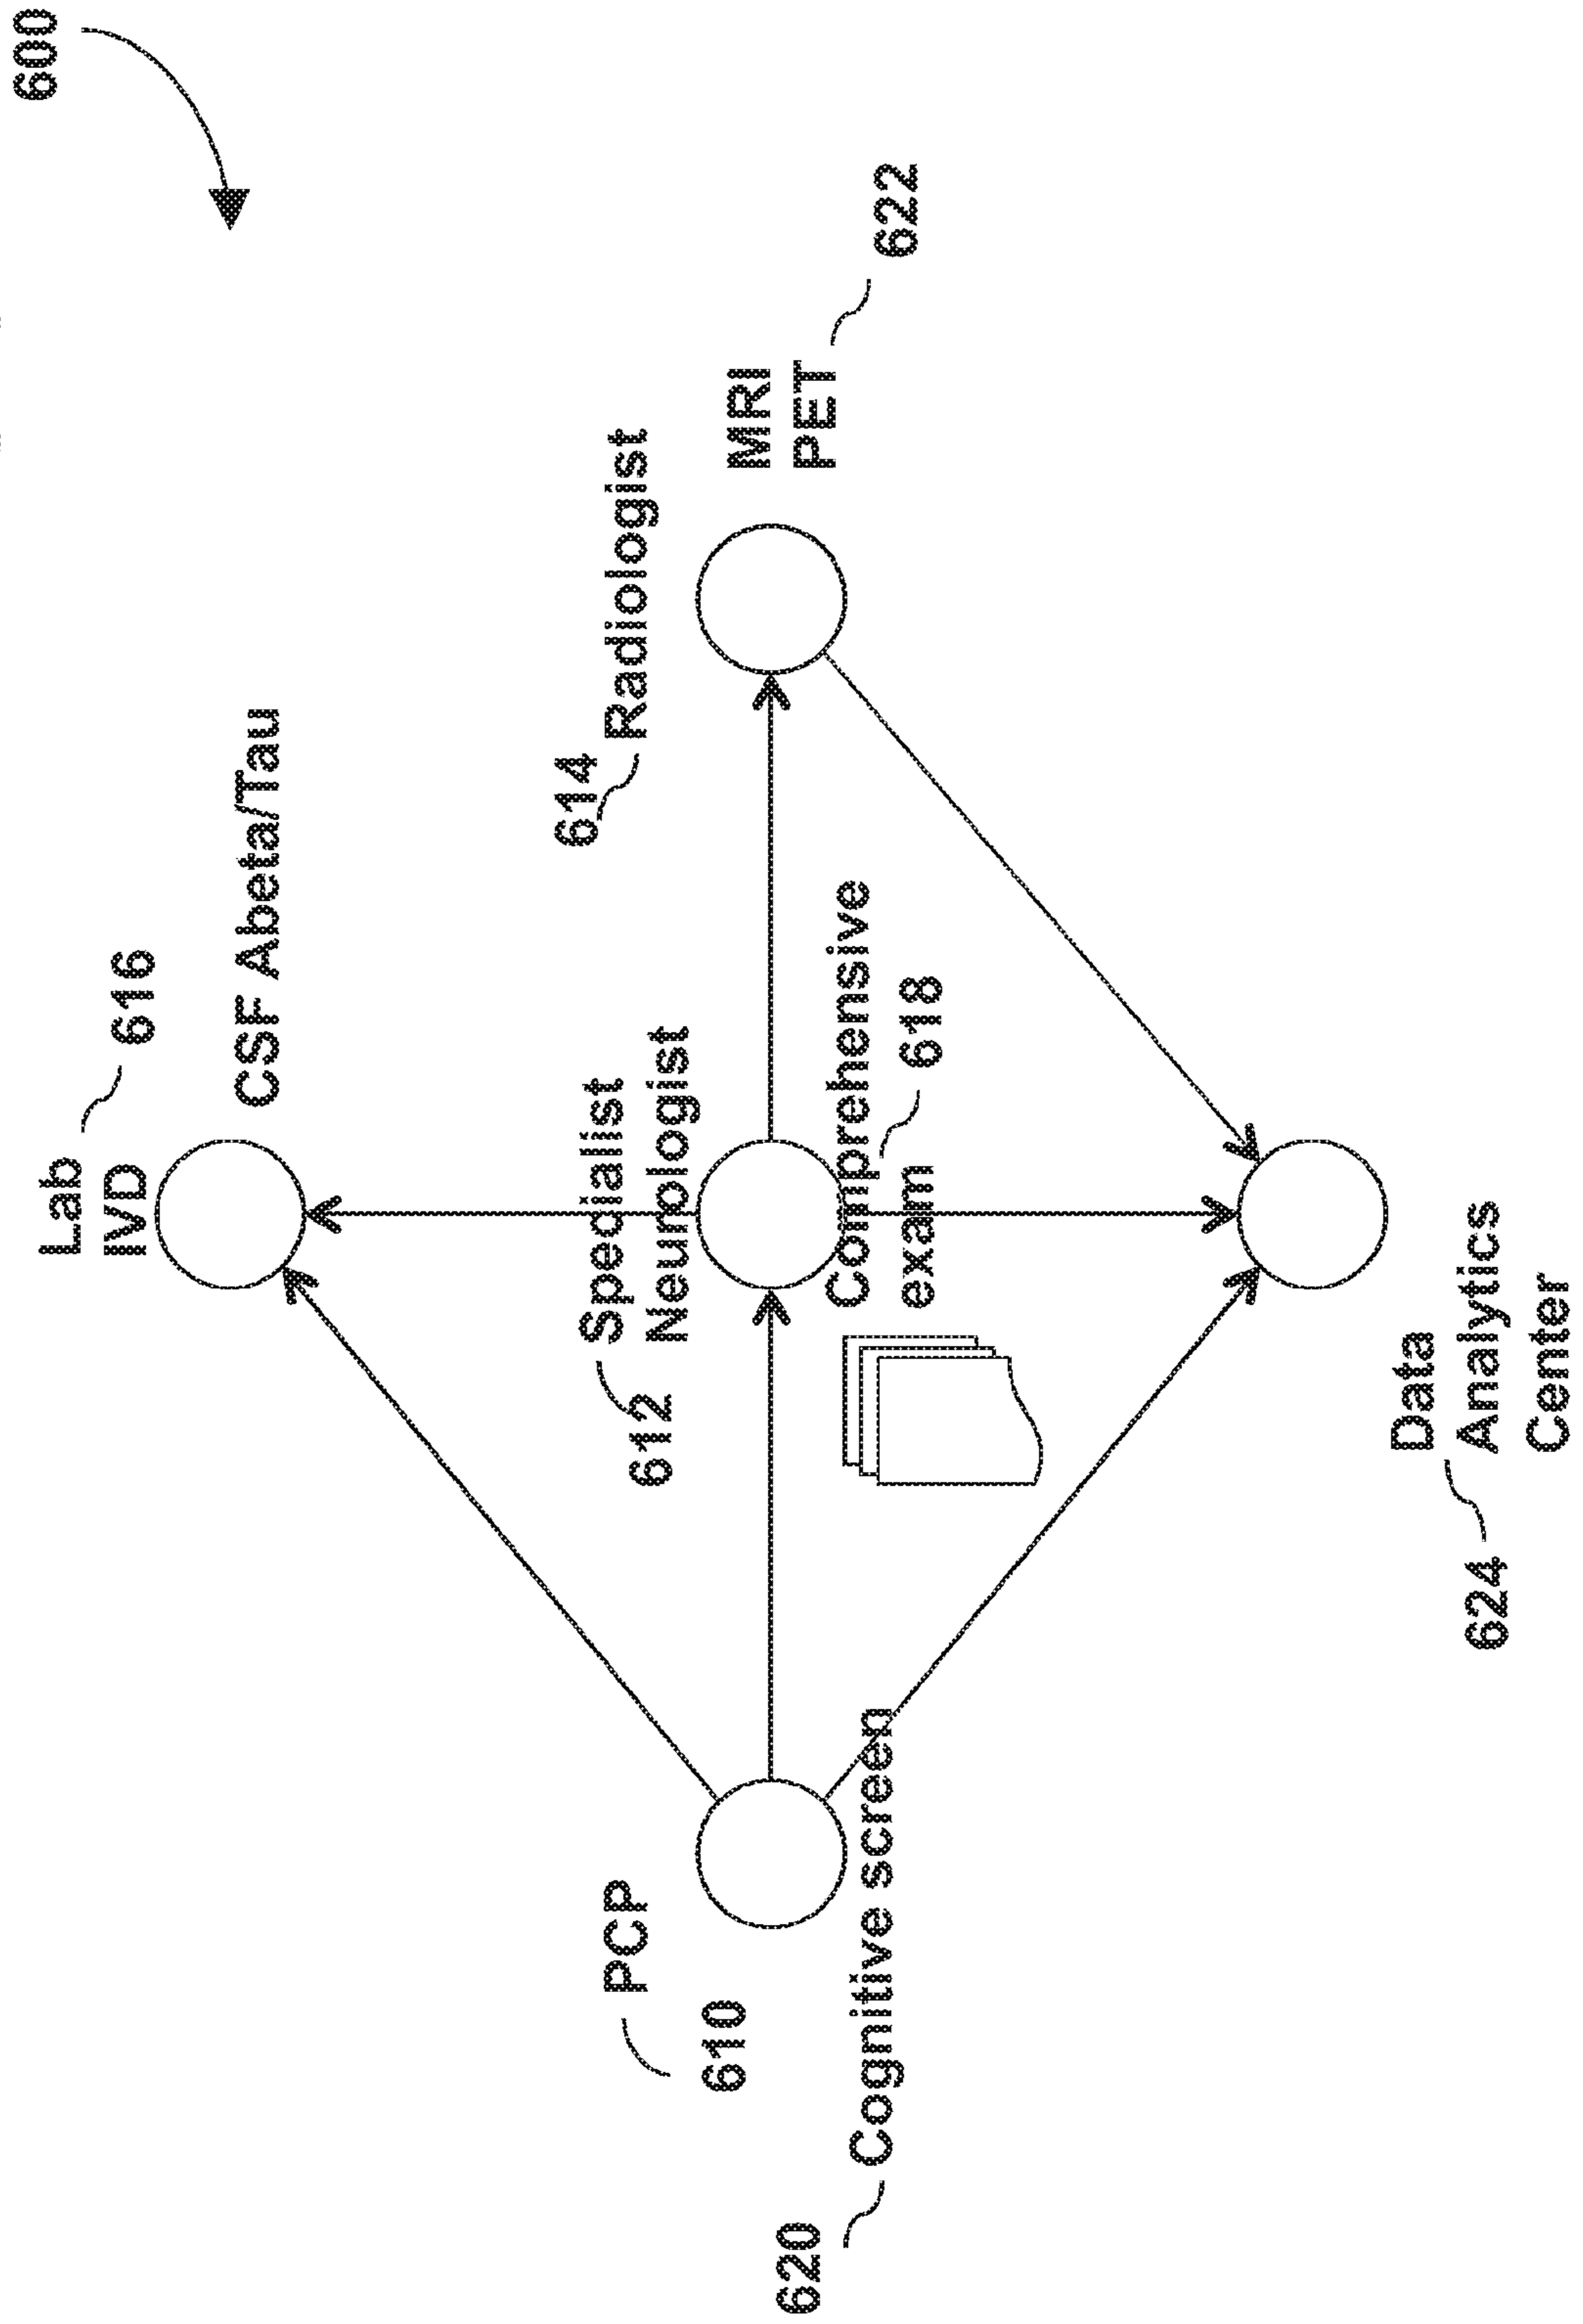 600
Lab
IVD
616
CSF Abeta/Tau
PCP
610
Specialist
Neurologist
612
614
Radiologist
MRI
PET
622
620
Cognitive screen
Comprehensive
exam
618
Data
Analytics
Center
624